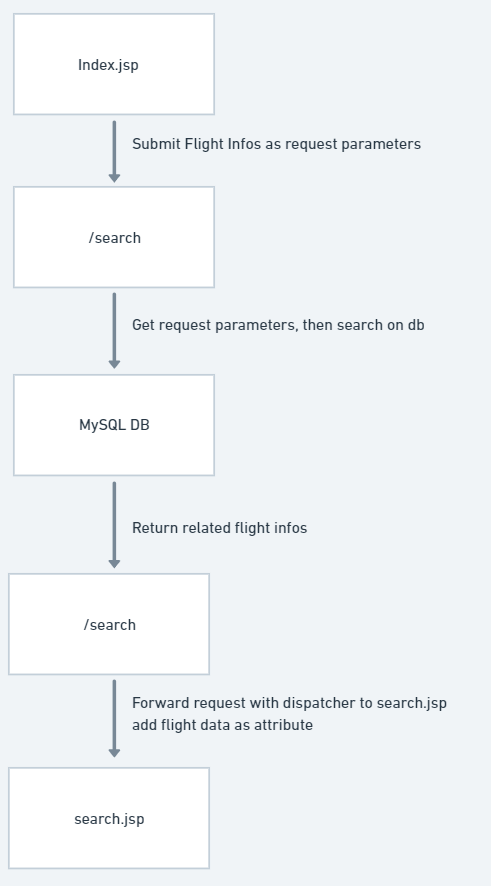 Index.jsp
Submit Flight Infos as request parameters
/search
Get request parameters, then search on db
MySQL DB
Return related flight infos
/search
Forward request with dispatcher to search.jsp
add flight data as attribute
search.jsp